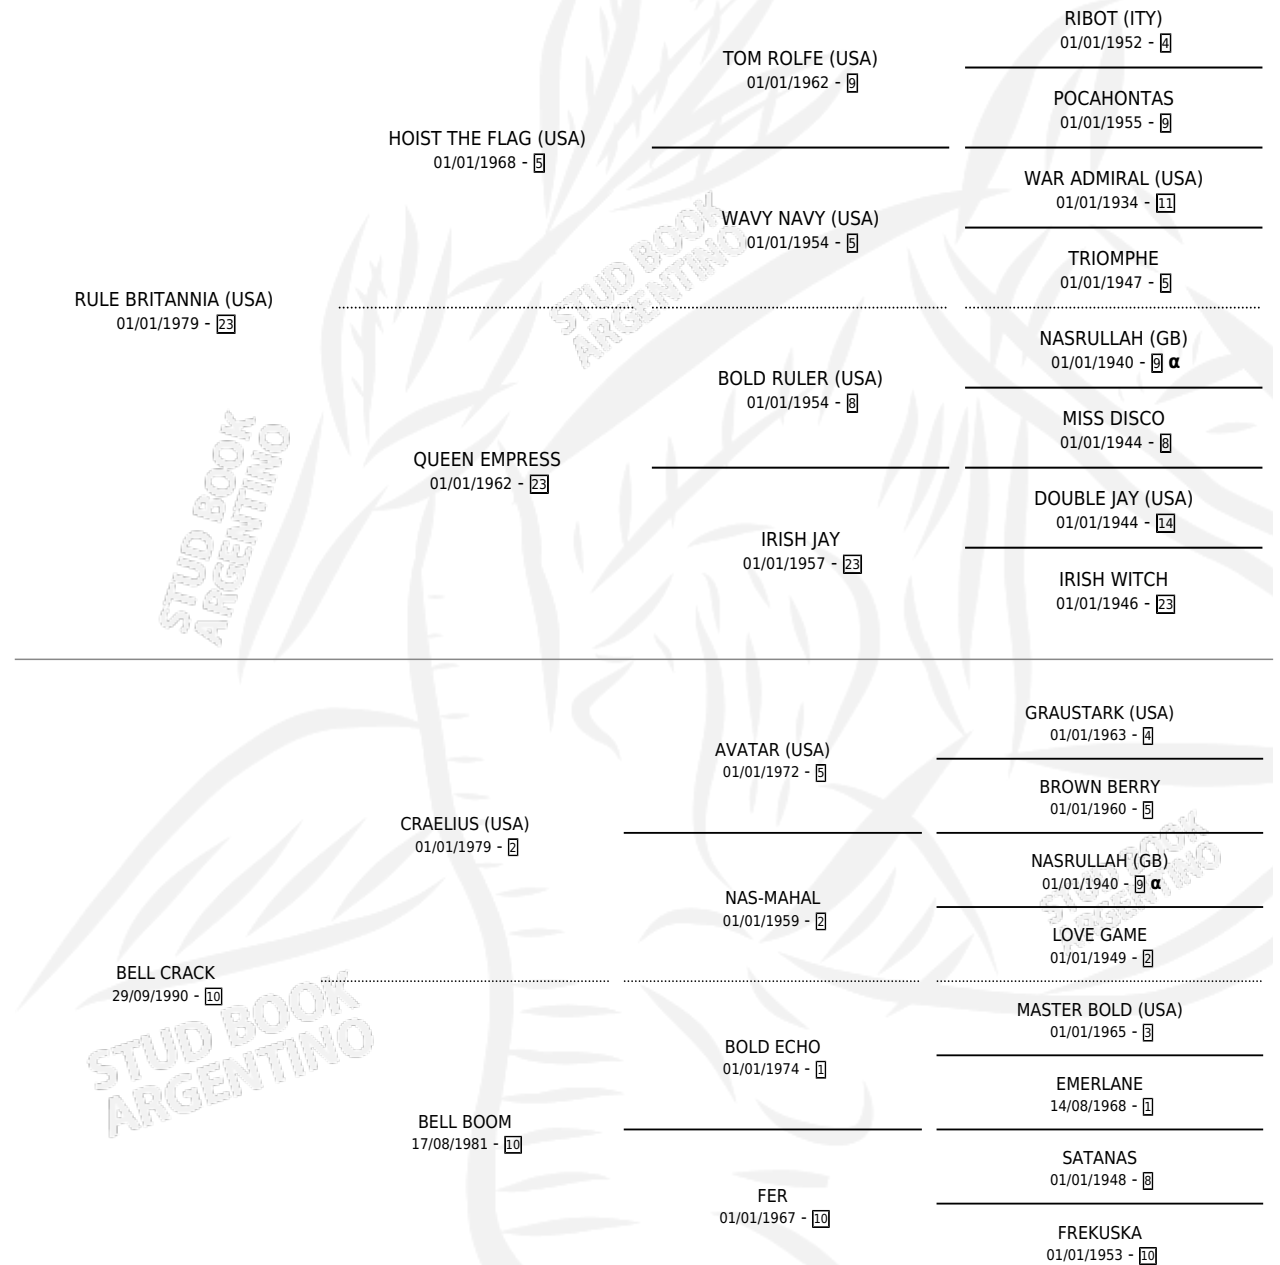 RIBOT (ITY)
01/01/1952 - 4
TOM ROLFE (USA)
01/01/1962 - 9
POCAHONTAS
01/01/1955 - 9
HOIST THE FLAG (USA)
01/01/1968 - 5
WAR ADMIRAL (USA)
01/01/1934 - 11
WAVY NAVY (USA)
01/01/1954 - 5
TRIOMPHE
01/01/1947 - 5
RULE BRITANNIA (USA)
01/01/1979 - 23
NASRULLAH (GB)
01/01/1940 - 9 α
BOLD RULER (USA)
01/01/1954 - 8
MISS DISCO
01/01/1944 - 8
QUEEN EMPRESS
01/01/1962 - 23
DOUBLE JAY (USA)
01/01/1944 - 14
IRISH JAY
01/01/1957 - 23
IRISH WITCH
01/01/1946 - 23
GRAUSTARK (USA)
01/01/1963 - 4
AVATAR (USA)
01/01/1972 - 5
BROWN BERRY
01/01/1960 - 5
CRAELIUS (USA)
01/01/1979 - 2
NASRULLAH (GB)
01/01/1940 - 9 α
NAS-MAHAL
01/01/1959 - 2
LOVE GAME
01/01/1949 - 2
BELL CRACK
29/09/1990 - 10
MASTER BOLD (USA)
01/01/1965 - 3
BOLD ECHO
01/01/1974 - 1
EMERLANE
14/08/1968 - 1
BELL BOOM
17/08/1981 - 10
SATANAS
01/01/1948 - 8
FER
01/01/1967 - 10
FREKUSKA
01/01/1953 - 10
STUD BOOK
ARGENTINO
STUD BOOK
ARGENTINO
STUD BOOK
ARGENTINO
STUD BOOK
ARGENTINO